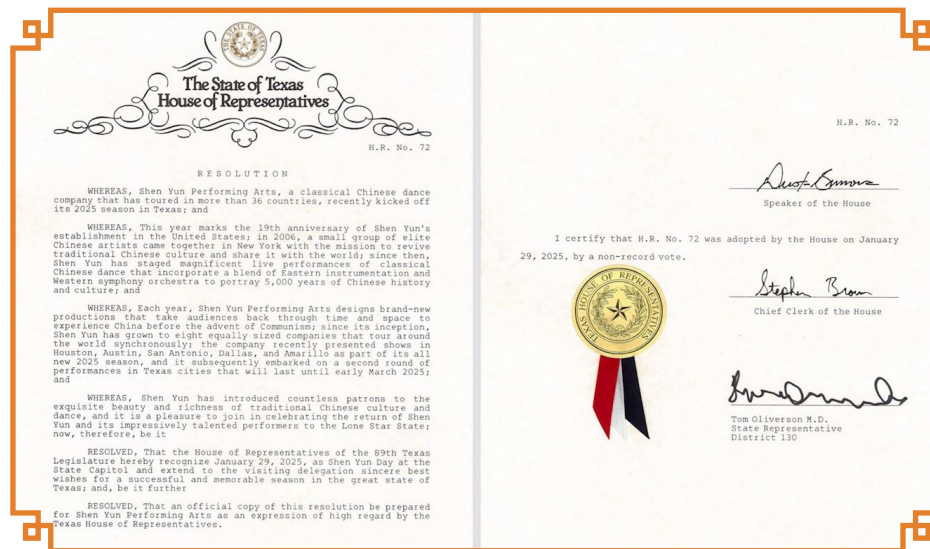 THE STATE OF TEXAS
The State of Texas
House of Representatives
H.R. No. 72
RESOLUTION
WHEREAS, Shen Yun Performing Arts, a classical Chinese dance
company that has toured in more than 36 countries, recently kicked off
its 2025 season in Texas; and
WHEREAS, This year marks the 19th anniversary of Shen Yun's
establishment in the United States; in 2006, a small group of elite
Chinese artists came together in New York with the mission to revive
traditional Chinese culture and share it with the world; since then,
Shen Yun has staged magnificent live performances of classical
Chinese dance that incorporate a blend of Eastern instrumentation and
Western symphony orchestra to portray 5,000 years of Chinese history
and culture; and
WHEREAS, Each year, Shen Yun Performing Arts designs brand-new
productions that take audiences back through time and space to
experience China before the advent of Communism; since its inception,
Shen Yun has grown to eight equally sized companies that tour around
the world synchronously; the company recently presented shows in
Houston, Austin, San Antonio, Dallas, and Amarillo as part of its all
new 2025 season, and it subsequently embarked on a second round of
performances in Texas cities that will last until early March 2025;
and
WHEREAS, Shen Yun has introduced countless patrons to the
exquisite beauty and richness of traditional Chinese culture and
dance, and it is a pleasure to join in celebrating the return of Shen
Yun and its impressively talented performers to the Lone Star State;
now, therefore, be it
RESOLVED, That the House of Representatives of the 89th Texas
Legislature hereby recognize January 29, 2025, as Shen Yun Day at the
State Capitol and extend to the visiting delegation sincere best
wishes for a successful and memorable season in the great state of
Texas; and, be it further
RESOLVED, That an official copy of this resolution be prepared
for Shen Yun Performing Arts as an expression of high regard by the
Texas House of Representatives.
H.R. No. 72
Speaker of the House
I certify that H.R. No. 72 was adopted by the House on January
29, 2025, by a non-record vote.
Stephen Brown
Chief Clerk of the House
TEXAS HOUSE OF REPRESENTATIVES
Tom Oliverson M.D.
State Representative
District 130